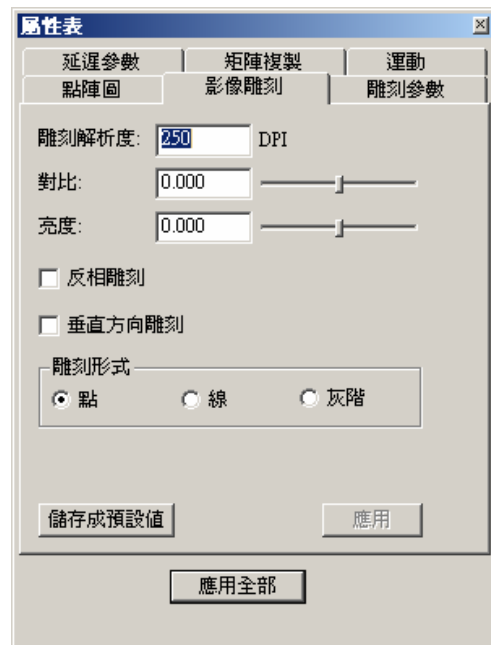 屬性表
延遲參數 矩陣複製 運動
點陣圖 影像雕刻 雕刻參數
雕刻解析度: 250 DPI
對比: 0.000
亮度: 0.000
反相雕刻
垂直方向雕刻
雕刻形式
點 線 灰階
儲存成預設値 應用
應用全部